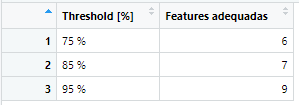 Threshold [%] Features adequadas
1 75 % 6
2 85 % 7
3 95 % 9